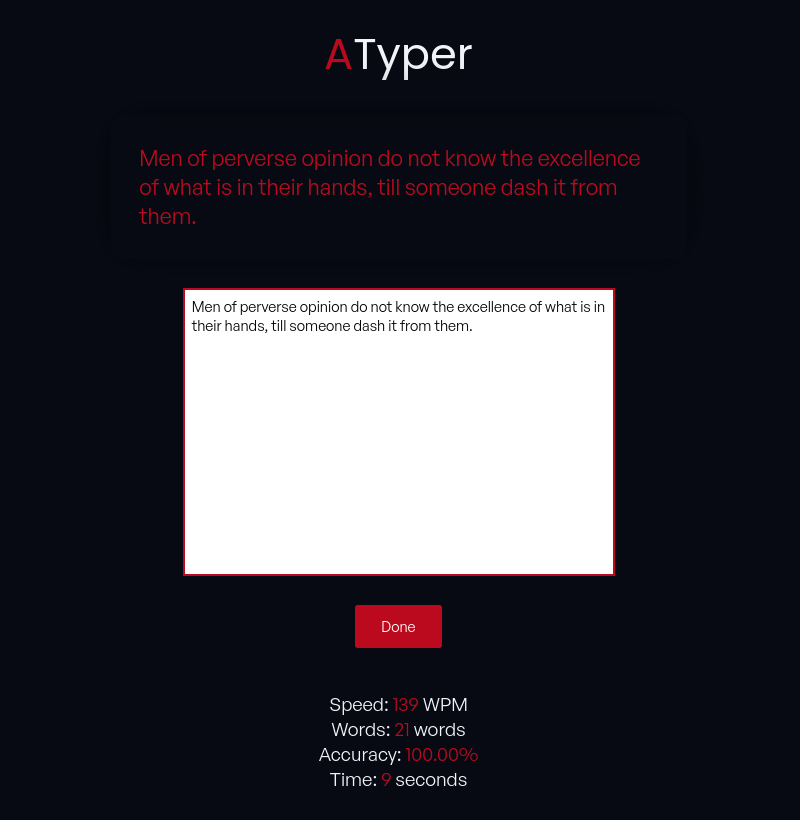 ATyper
Men of perverse opinion do not know the excellence
of what is in their hands, till someone dash it from
them.
Men of perverse opinion do not know the excellence of what is in
their hands, till someone dash it from them.
Done
Speed: 139 WPM
Words: 21 words
Accuracy: 100.00%
Time: 9 seconds